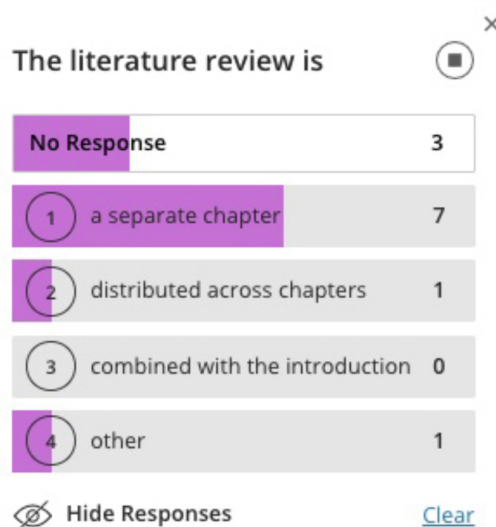 The literature review is
No Response 3
1 a separate chapter 7
2 distributed across chapters 1
3 combined with the introduction 0
4 other 1
Hide Responses Clear